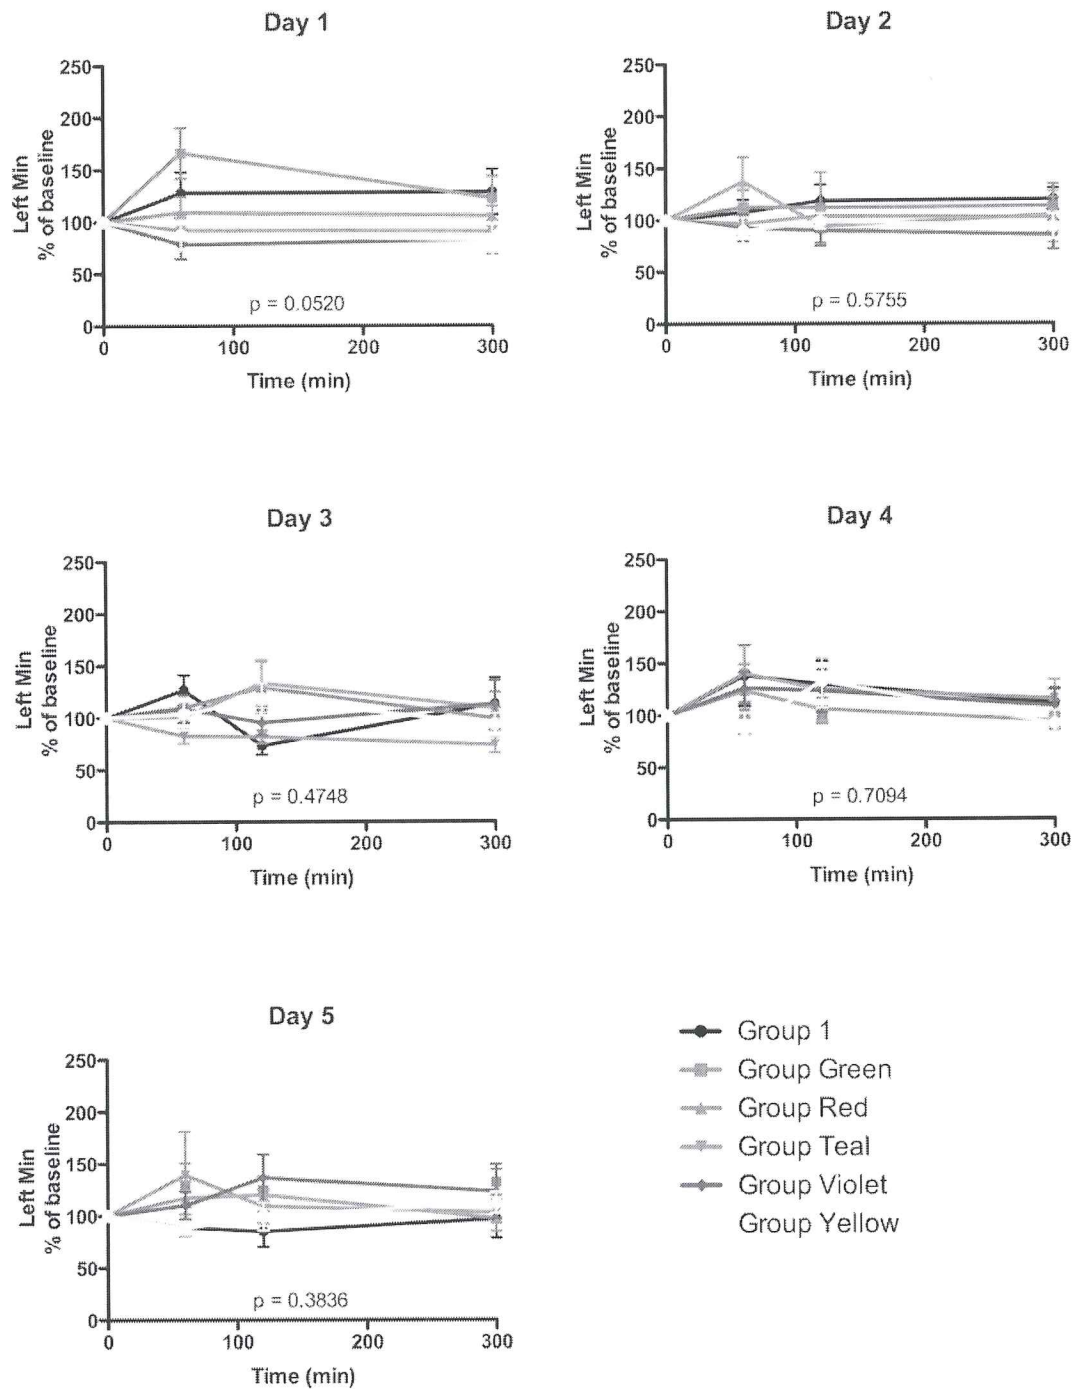 Day 1
250
200
150
100
50
0
Left Min
% of baseline
p = 0.0520
0 100 200 300
Time (min)
Day 2
250
200
150
100
50
0
Left Min
% of baseline
p = 0.5755
0 100 200 300
Time (min)
Day 3
250
200
150
100
50
0
Left Min
% of baseline
p = 0.4748
0 100 200 300
Time (min)
Day 4
250
200
150
100
50
0
Left Min
% of baseline
p = 0.7094
0 100 200 300
Time (min)
Day 5
250
200
150
100
50
0
Left Min
% of baseline
p = 0.3836
0 100 200 300
Time (min)
Group 1
Group Green
Group Red
Group Teal
Group Violet
Group Yellow